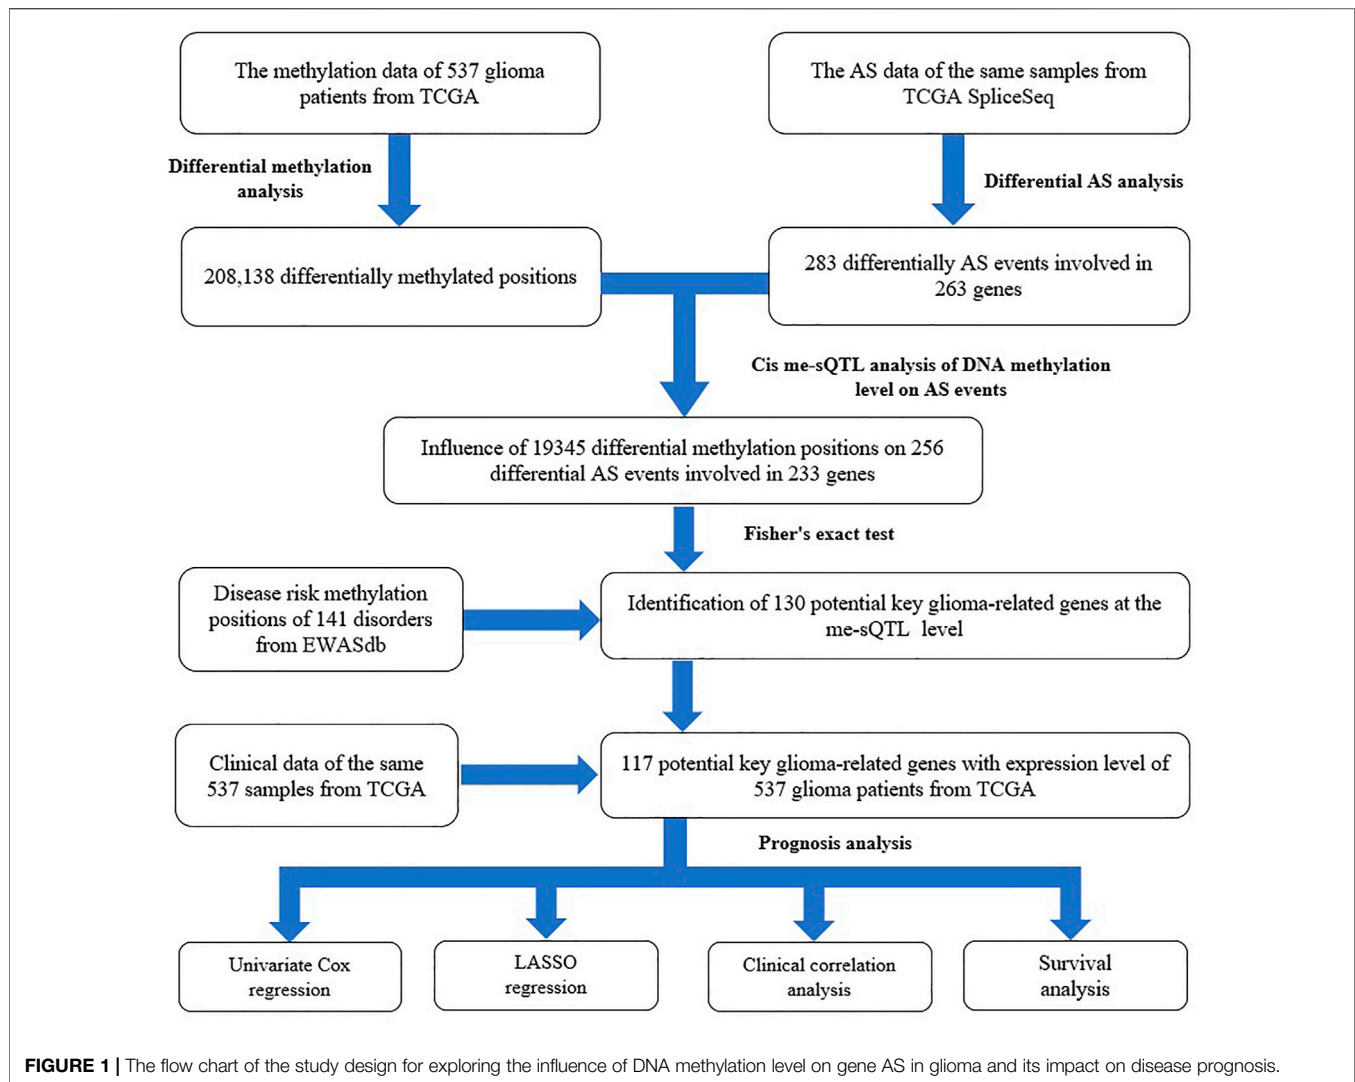 The methylation data of 537 glioma
patients from TCGA
The AS data of the same samples from
TCGA SpliceSeq
Differential methylation
analysis
Differential AS analysis
208,138 differentially methylated positions
283 differentially AS events involved in
263 genes
Cis me-sQTL analysis of DNA methylation
level on AS events
Influence of 19345 differential methylation positions on 256
differential AS events involved in 233 genes
Fisher's exact test
Disease risk methylation
positions of 141 disorders
from EWASdb
Identification of 130 potential key glioma-related genes at the
me-sQTL level
Clinical data of the same
537 samples from TCGA
117 potential key glioma-related genes with expression level of
537 glioma patients from TCGA
Prognosis analysis
Univariate Cox
regression
LASSO
regression
Clinical correlation
analysis
Survival
analysis
FIGURE 1 | The flow chart of the study design for exploring the influence of DNA methylation level on gene AS in glioma and its impact on disease prognosis.